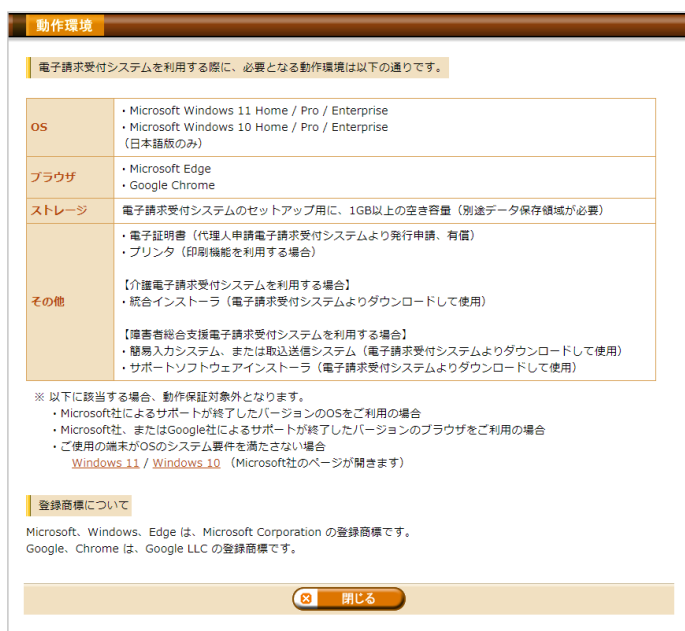 動作環境
電子請求受付システムを利用する際に、必要となる動作環境は以下の通りです。
OS
・Microsoft Windows 11 Home / Pro / Enterprise
・Microsoft Windows 10 Home / Pro / Enterprise
（日本語版のみ）
ブラウザ
・Microsoft Edge
・Google Chrome
ストレージ
電子請求受付システムのセットアップ用に、1GB以上の空き容量（別途データ保存領域が必要）
その他
・電子証明書（代理人申請電子請求受付システムより発行申請、有償）
・プリンタ（印刷機能を利用する場合）
【介護電子請求受付システムを利用する場合】
・統合インストーラ（電子請求受付システムよりダウンロードして使用）
【障害者総合支援電子請求受付システムを利用する場合】
・簡易入力システム、または取込送信システム（電子請求受付システムよりダウンロードして使用）
・サポートソフトウェアインストーラ（電子請求受付システムよりダウンロードして使用）
※ 以下に該当する場合、動作保証対象外となります。
・Microsoft社によるサポートが終了したバージョンのOSをご利用の場合
・Microsoft社、またはGoogle社によるサポートが終了したバージョンのブラウザをご利用の場合
・ご使用の端末がOSのシステム要件を満たさない場合
Windows 11 / Windows 10 （Microsoft社のページが開きます）
登録商標について
Microsoft、Windows、Edge は、Microsoft Corporation の登録商標です。
Google、Chrome は、Google LLC の登録商標です。
閉じる